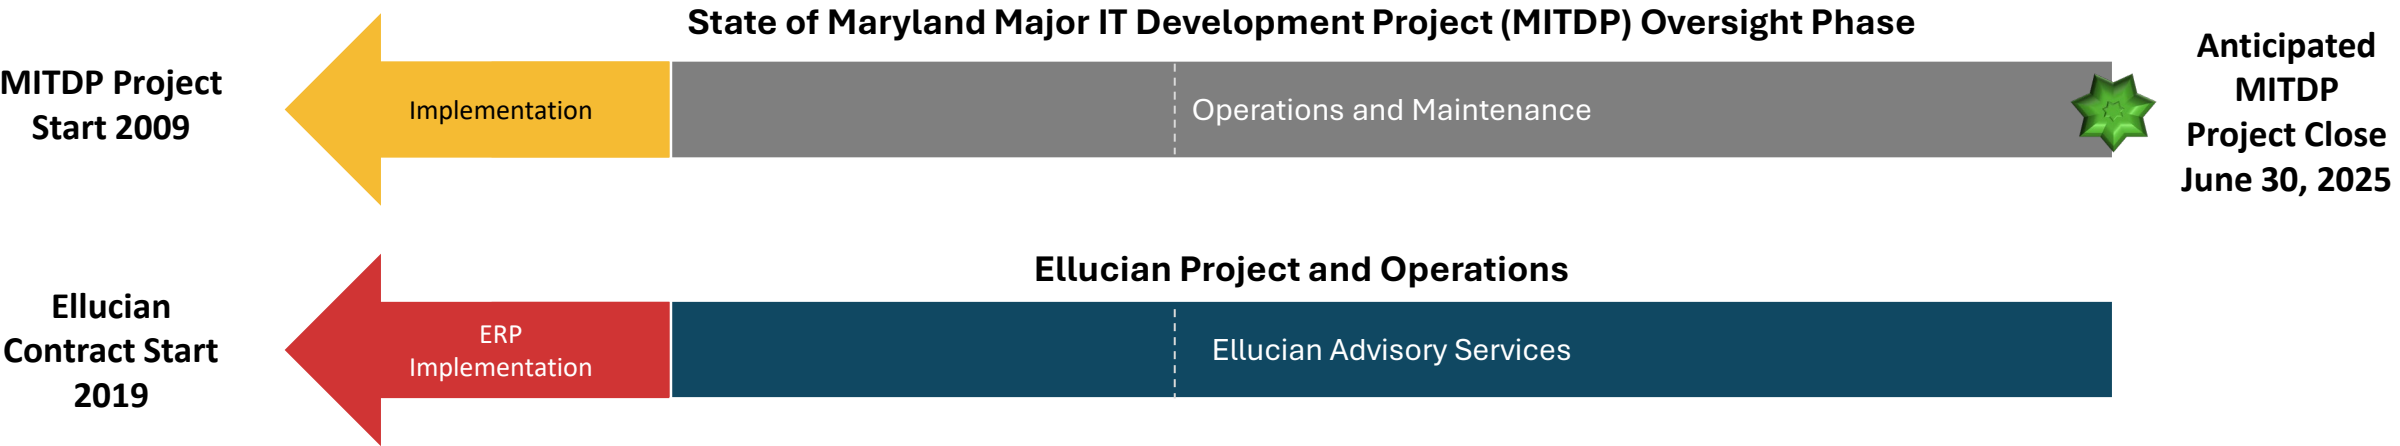 State of Maryland Major IT Development Project (MITDP) Oversight Phase
MITDP Project
Start 2009
Implementation
Operations and Maintenance
Anticipated
MITDP
Project Close
June 30, 2025
Ellucian Project and Operations
Ellucian
Contract Start
2019
ERP
Implementation
Ellucian Advisory Services